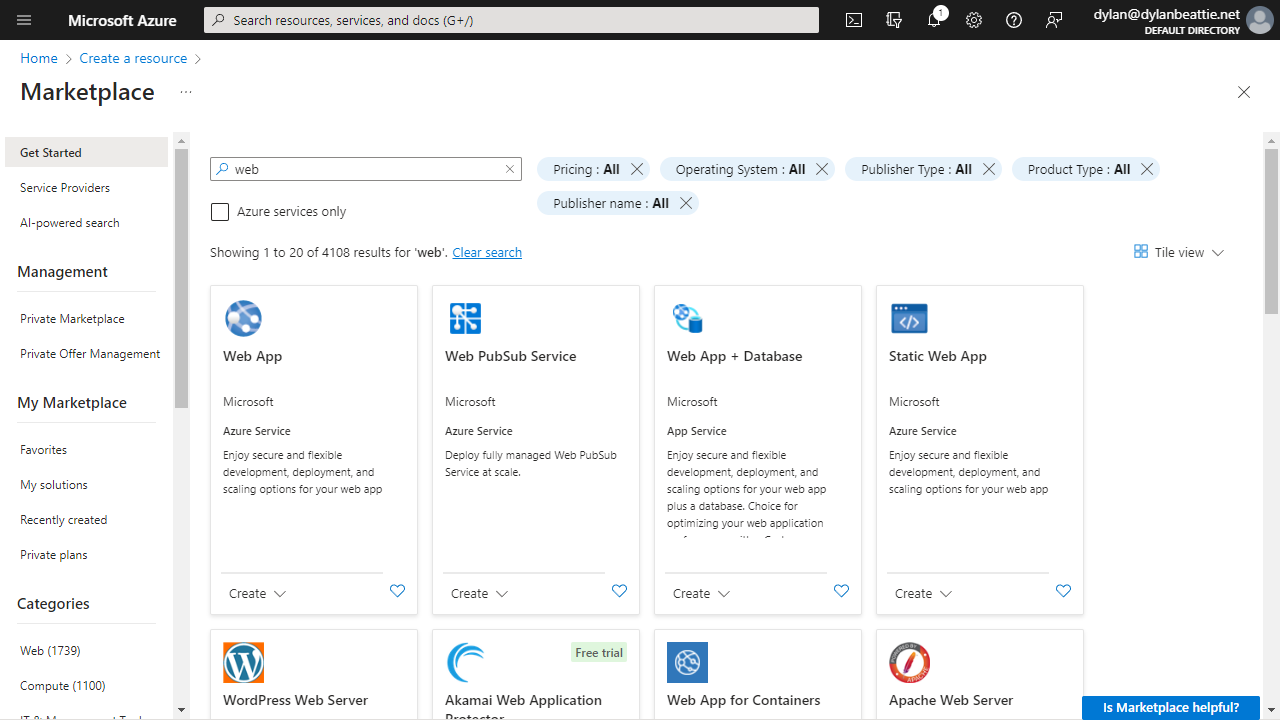 Microsoft Azure
Search resources, services, and docs (G+/)
1
dylan@dylanbeattie.net
DEFAULT DIRECTORY
Home
Create a resource
Marketplace
...
Get Started
Service Providers
AI-powered search
Management
Private Marketplace
Private Offer Management
My Marketplace
Favorites
My solutions
Recently created
Private plans
Categories
Web (1739)
Compute (1100)
web
Pricing : All
Operating System : All
Publisher Type : All
Product Type : All
Azure services only
Publisher name : All
Showing 1 to 20 of 4108 results for 'web'. Clear search
Tile view
Web App
Microsoft
Azure Service
Enjoy secure and flexible
development, deployment, and
scaling options for your web app
Create
Web PubSub Service
Microsoft
Azure Service
Deploy fully managed Web PubSub
Service at scale.
Create
Web App + Database
Microsoft
App Service
Enjoy secure and flexible
development, deployment, and
scaling options for your web app
plus a database. Choice for
optimizing your web application
Create
Static Web App
Microsoft
Azure Service
Enjoy secure and flexible
development, deployment, and
scaling options for your web app
Create
WordPress Web Server
Free trial
Akamai Web Application
Protector
Web App for Containers
Apache Web Server
Is Marketplace helpful?